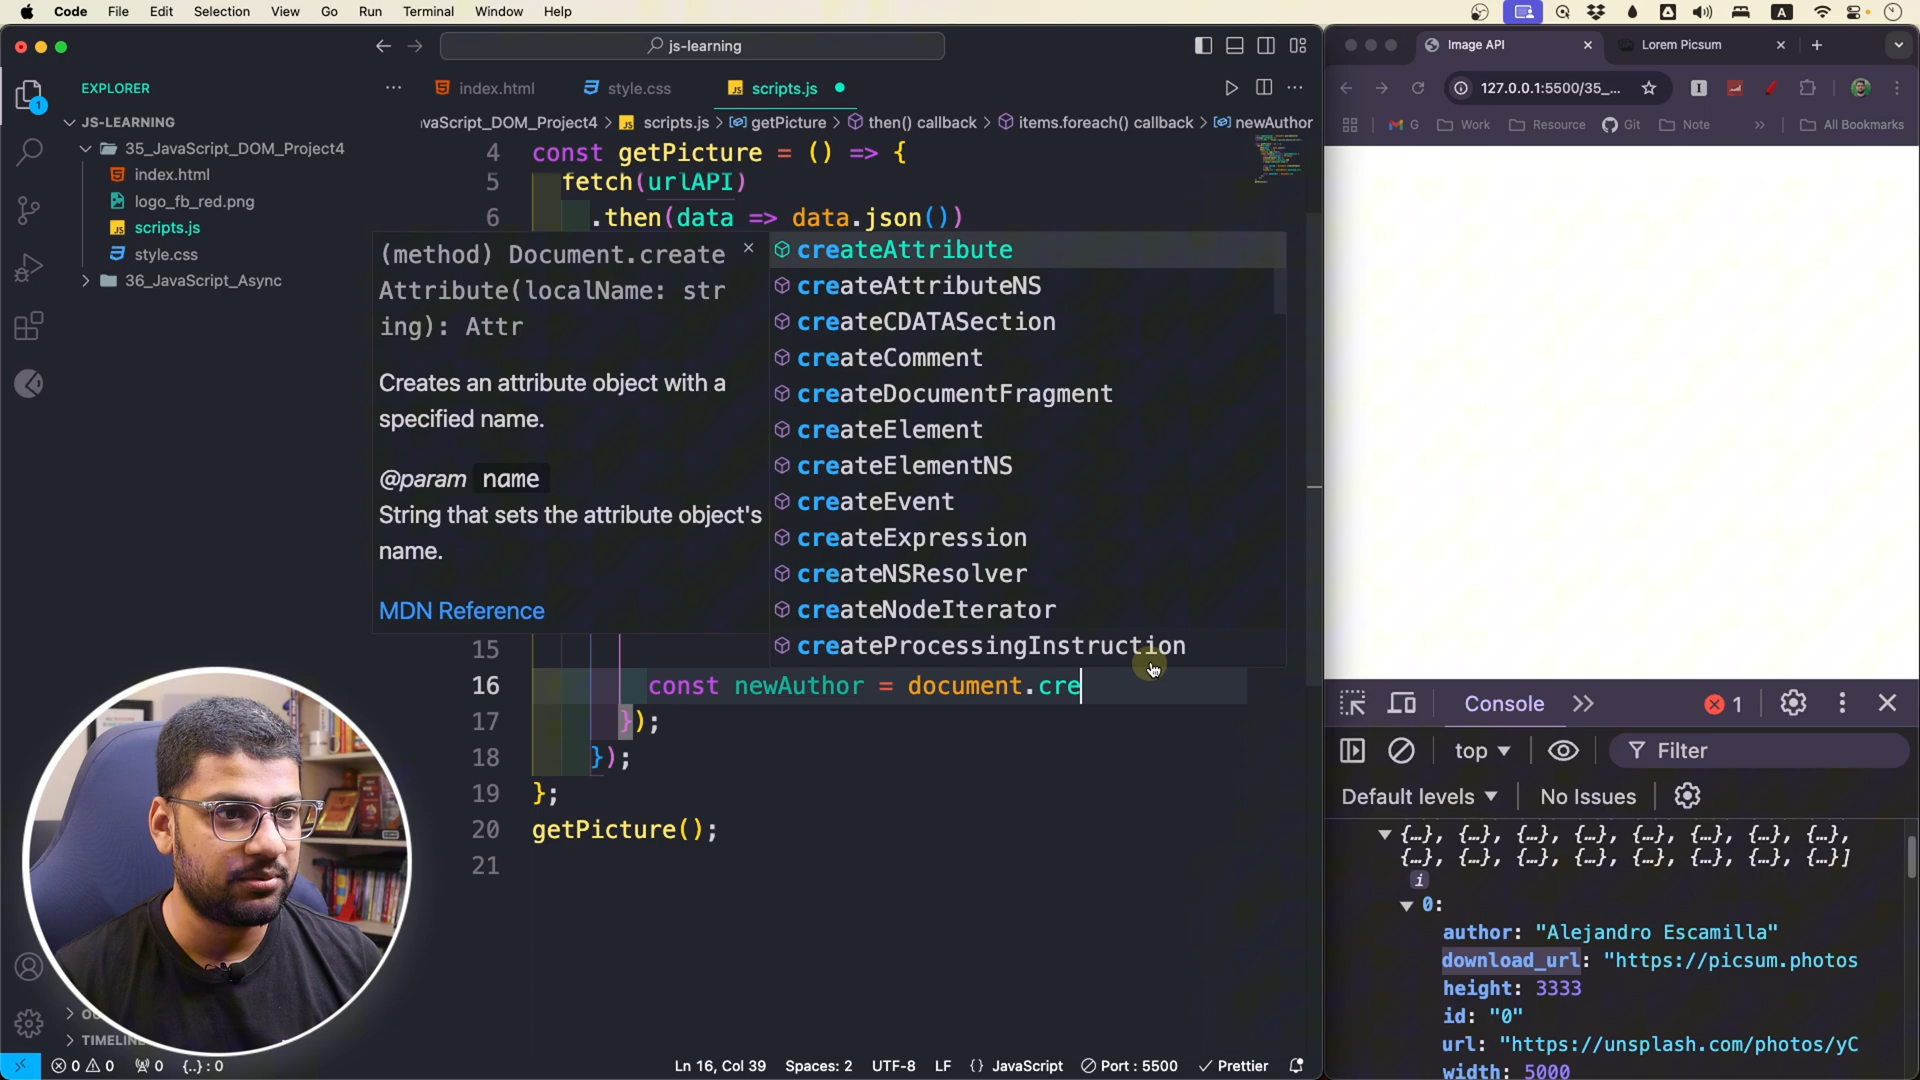 Code File Edit Selection View Go Run Terminal Window Help
js-learning
EXPLORER
JS-LEARNING
35_JavaScript_DOM_Project4
index.html
logo_fb_red.png
scripts.js
style.css
36_JavaScript_Async
TIMELINE
index.html style.css scripts.js
vaScript_DOM_Project4 > scripts.js > getPicture > then() callback > items.foreach() callback > newAuthor
4 const getPicture = () => {
5 fetch(urlAPI)
6 .then(data => data.json())
(method) Document.create
Attribute(localName: str
ing): Attr
Creates an attribute object with a
specified name.
@param name
String that sets the attribute object's
name.
MDN Reference
createAttribute
createAttributeNS
createCDATASection
createComment
createDocumentFragment
createElement
createElementNS
createEvent
createExpression
createNSResolver
createNodeIterator
createProcessingInstruction
15
16 const newAuthor = document.cre
17 });
18 });
19 };
20 getPicture();
21
0 0 0 {..} : 0
Ln 16, Col 39 Spaces: 2 UTF-8 LF {} JavaScript Port : 5500 Prettier
Image API Lorem Picsum
127.0.0.1:5500/35_...
G Work Resource Git Note >> All Bookmarks
Console 1
top Filter
Default levels No Issues
{…}, {…}, {…}, {…}, {…}, {…}, {…}, {…},
{…}, {…}, {…}, {…}, {…}, {…}, {…}, {…}]
0:
author: "Alejandro Escamilla"
download_url: "https://picsum.photos
height: 3333
id: "0"
url: "https://unsplash.com/photos/yC
width: 5000